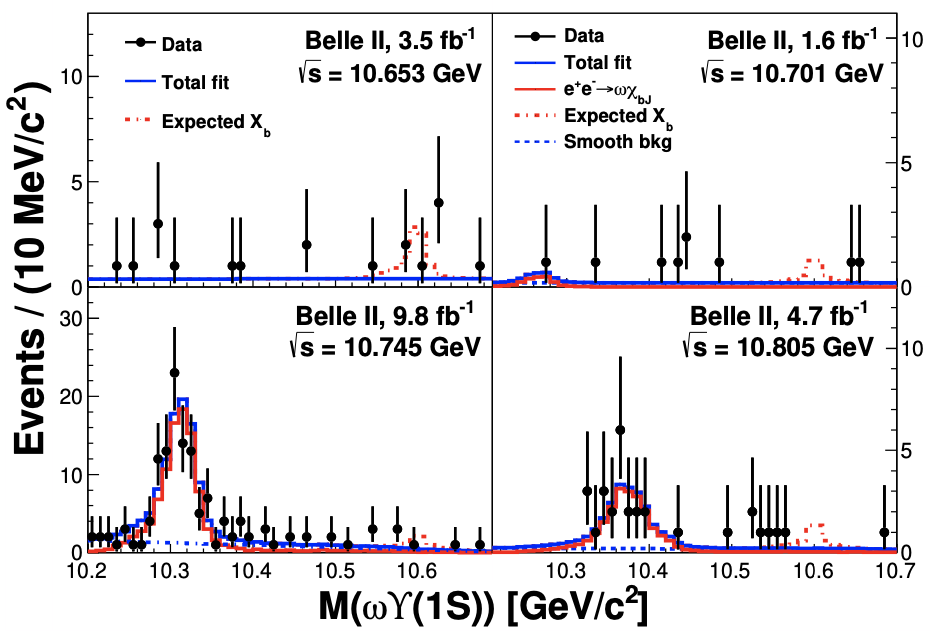 Events / (10 MeV/c²)
Belle II, 3.5 fb⁻¹
√s = 10.653 GeV
Data
Total fit
Expected X_b
10
5
0
Belle II, 1.6 fb⁻¹
√s = 10.701 GeV
Data
Total fit
e⁺e⁻→ωχ_bJ
Expected X_b
Smooth bkg
10
5
0
Belle II, 9.8 fb⁻¹
√s = 10.745 GeV
30
20
10
0
10.2 10.3 10.4 10.5 10.6
Belle II, 4.7 fb⁻¹
√s = 10.805 GeV
10
5
0
10.3 10.4 10.5 10.6 10.7
M(ωϒ(1S)) [GeV/c²]